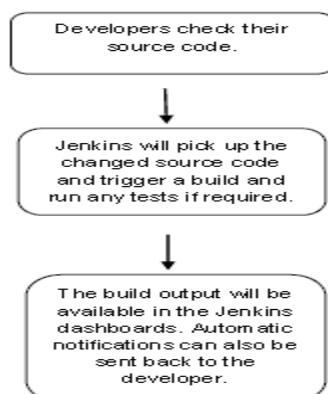 Developers check their
source code.
Jenkins will pick up the
changed source code
and trigger a build and
run any tests if required.
The build output will be
available in the Jenkins
dashboards. Automatic
notifications can also be
sent back to the
developer.